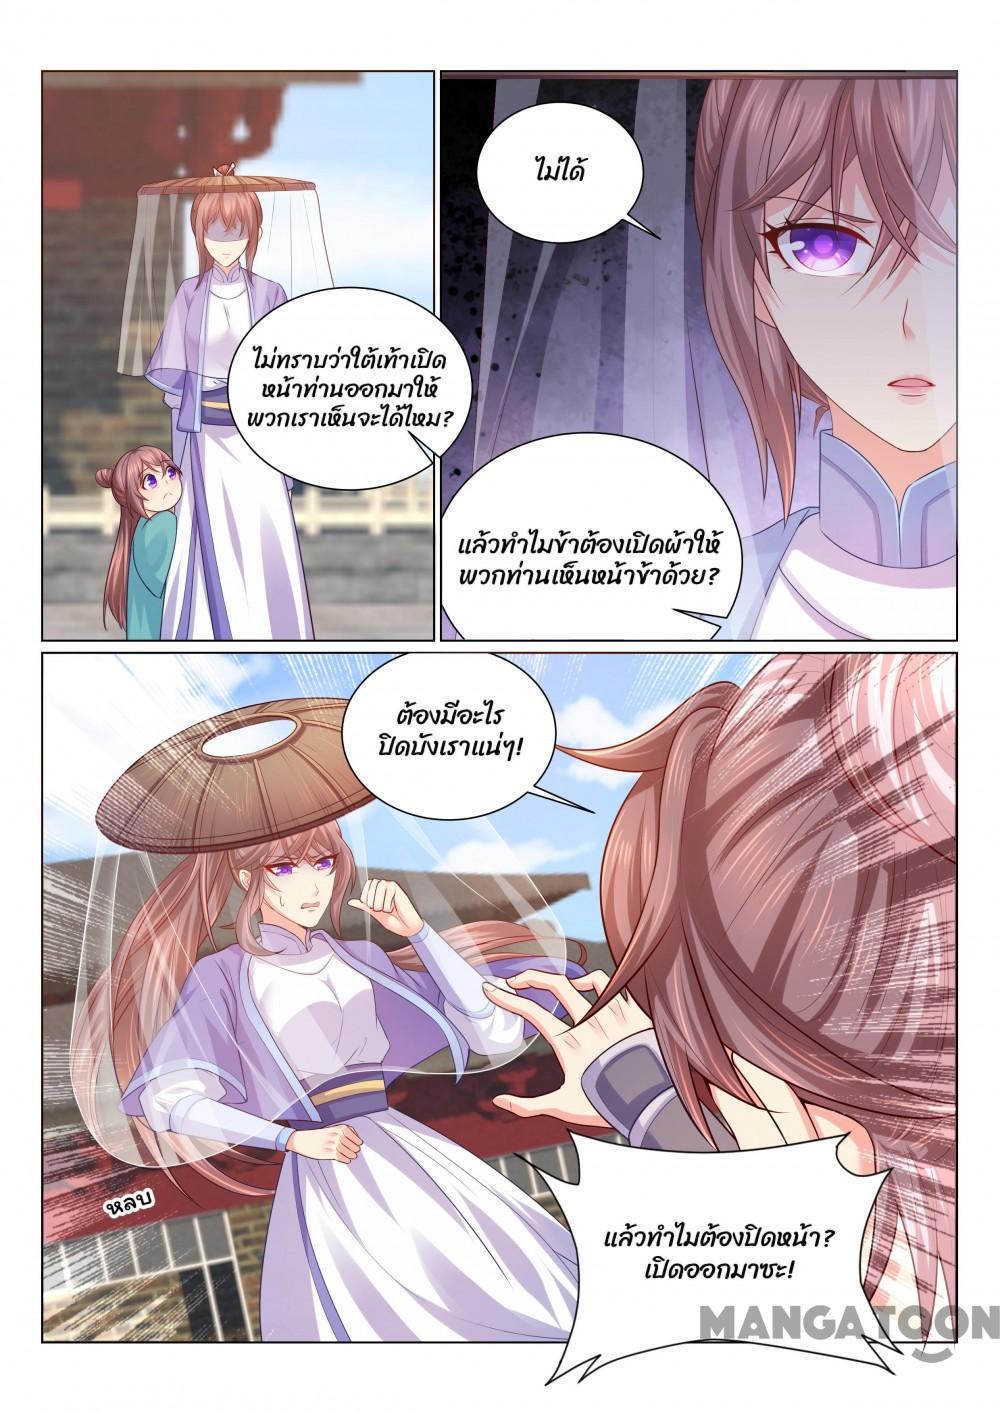 ไม่ทราบว่าใต้เท้าเปิด
หน้าท่านออกมาให้
พวกเราเห็นจะได้ไหม?
ไม่ได้
แล้วทำไมข้าต้องเปิดผ้าให้
พวกท่านเห็นหน้าข้าด้วย?
ต้องมีอะไร
ปิดบังเราแน่ๆ!
หลบ
แล้วทำไมต้องปิดหน้า?
เปิดออกมาซะ!
MANGATOON